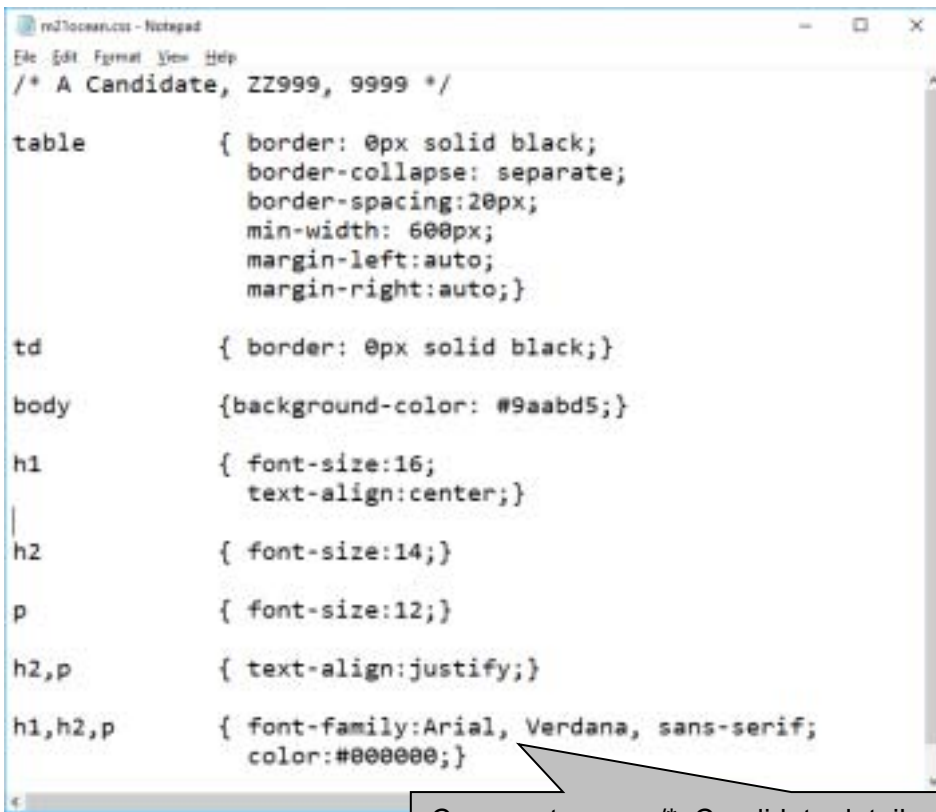 m21ocean.css - Notepad
File Edit Format View Help
/* A Candidate, ZZ999, 9999 */
table { border: 0px solid black;
border-collapse: separate;
border-spacing:20px;
min-width: 600px;
margin-left:auto;
margin-right:auto;}
td { border: 0px solid black;}
body {background-color: #9aabd5;}
h1 { font-size:16;
text-align:center;}
h2 { font-size:14;}
p { font-size:12;}
h2,p { text-align:justify;}
h1,h2,p { font-family:Arial, Verdana, sans-serif;
color:#000000;}